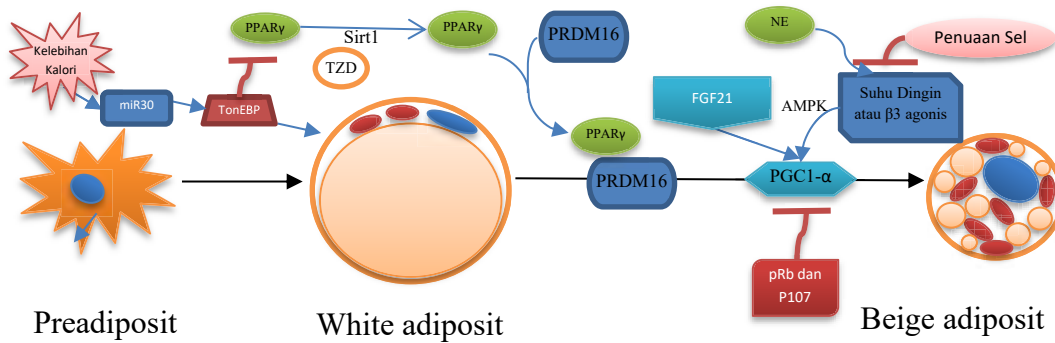 Kelebihan
Kalori
miR30
TonEBP
PPARγ
Sirt1
TZD
PPARγ
PRDM16
PPARγ
PRDM16
FGF21
AMPK
PGC1-α
pRb dan
P107
NE
Penuaan Sel
Suhu Dingin
atau β3 agonis
Preadiposit
White adiposit
Beige adiposit